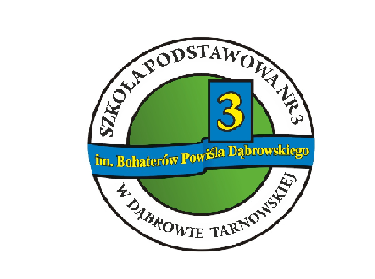 SZKOŁA PODSTAWOWA NR 3
3
im. Bohaterów Powiśla Dąbrowskiego
W DĄBROWIE TARNOWSKIEJ